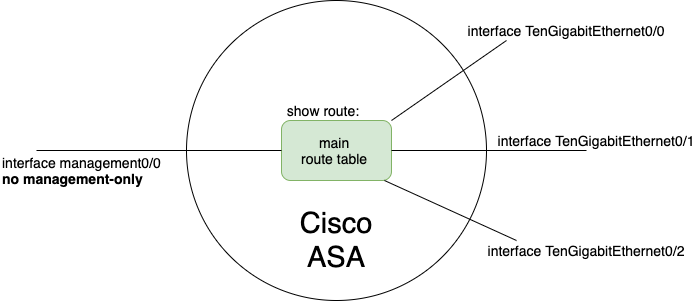 interface TenGigabitEthernet0/0
show route:
main
route table
interface TenGigabitEthernet0/1
interface management0/0
no management-only
Cisco
ASA
interface TenGigabitEthernet0/2